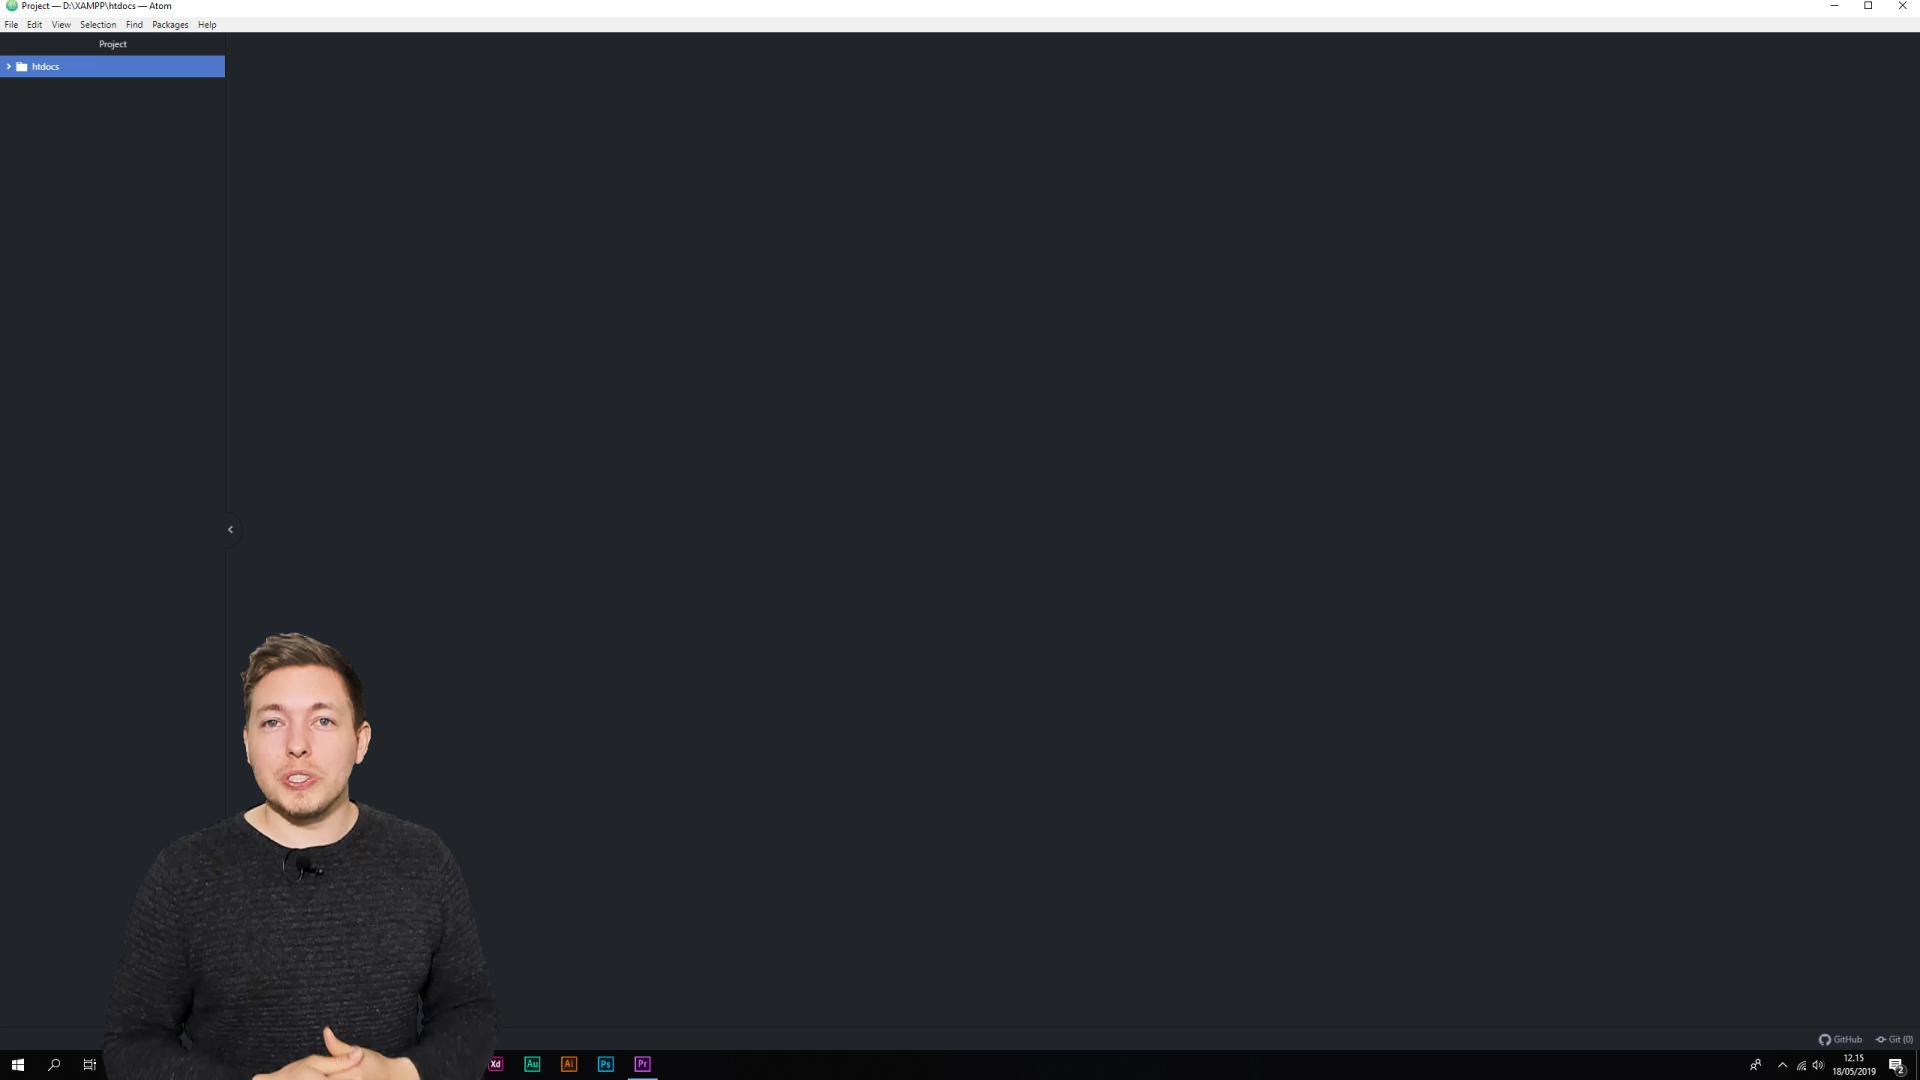 Project — D:\XAMPP\htdocs — Atom
File Edit View Selection Find Packages Help
Project
htdocs
GitHub Git (0)
Xd Au Ai Ps Pr
12.15
18/05/2019
2